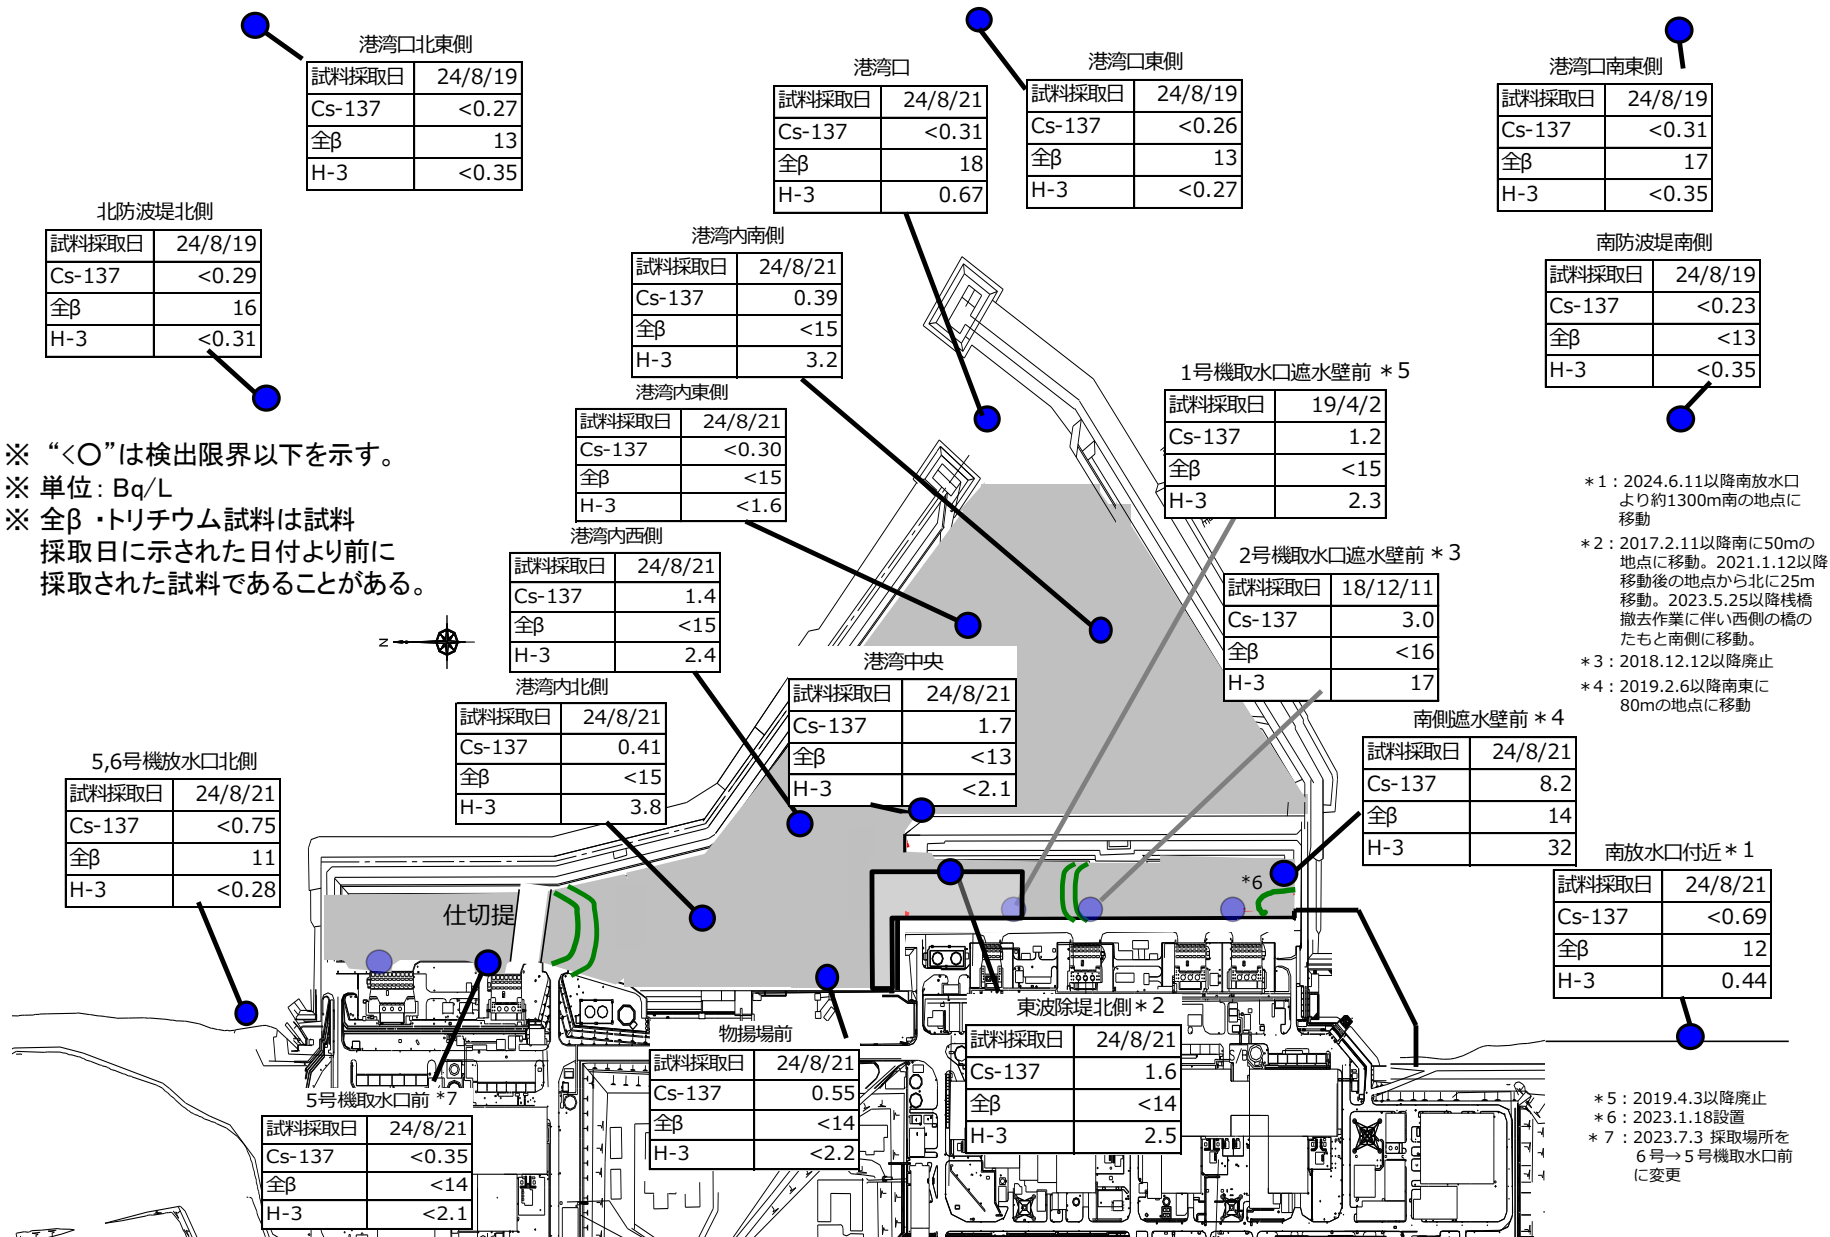 港湾口北東側
試料採取日 24/8/19
Cs-137 <0.27
全β 13
H-3 <0.35
港湾口
試料採取日 24/8/21
Cs-137 <0.31
全β 18
H-3 0.67
港湾口東側
試料採取日 24/8/19
Cs-137 <0.26
全β 13
H-3 <0.27
港湾口南東側
試料採取日 24/8/19
Cs-137 <0.31
全β 17
H-3 <0.35
北防波堤北側
試料採取日 24/8/19
Cs-137 <0.29
全β 16
H-3 <0.31
港湾内南側
試料採取日 24/8/21
Cs-137 0.39
全β <15
H-3 3.2
南防波堤南側
試料採取日 24/8/19
Cs-137 <0.23
全β <13
H-3 <0.35
港湾内東側
試料採取日 24/8/21
Cs-137 <0.30
全β <15
H-3 <1.6
1号機取水口遮水壁前 *5
試料採取日 19/4/2
Cs-137 1.2
全β <15
H-3 2.3
※ “<〇”は検出限界以下を示す。
※ 単位: Bq/L
※ 全β ・トリチウム試料は試料
採取日に示された日付より前に
採取された試料であることがある。
N
港湾内西側
試料採取日 24/8/21
Cs-137 1.4
全β <15
H-3 2.4
2号機取水口遮水壁前 *3
試料採取日 18/12/11
Cs-137 3.0
全β <16
H-3 17
*1:2024.6.11以降南放水口
より約1300m南の地点に
移動
*2:2017.2.11以降南に50mの
地点に移動。2021.1.12以降
移動後の地点から北に25m
移動。2023.5.25以降桟橋
撤去作業に伴い西側の橋の
たもと南側に移動。
*3:2018.12.12以降廃止
*4:2019.2.6以降南東に
80mの地点に移動
港湾内北側
試料採取日 24/8/21
Cs-137 0.41
全β <15
H-3 3.8
港湾中央
試料採取日 24/8/21
Cs-137 1.7
全β <13
H-3 <2.1
南側遮水壁前 *4
試料採取日 24/8/21
Cs-137 8.2
全β 14
H-3 32
5,6号機放水口北側
試料採取日 24/8/21
Cs-137 <0.75
全β 11
H-3 <0.28
仕切堤
*6
南放水口付近 *1
試料採取日 24/8/21
Cs-137 <0.69
全β 12
H-3 0.44
東波除堤北側 *2
試料採取日 24/8/21
Cs-137 1.6
全β <14
H-3 2.5
物揚場前
試料採取日 24/8/21
Cs-137 0.55
全β <14
H-3 <2.2
S/B
5号機取水口前 *7
試料採取日 24/8/21
Cs-137 <0.35
全β <14
H-3 <2.1
*5:2019.4.3以降廃止
*6:2023.1.18設置
*7:2023.7.3 採取場所を
6号→5号機取水口前
に変更